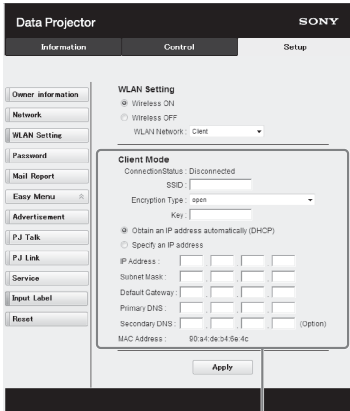 Data Projector
SONY
Information
Control
Setup
Owner information
Network
WLAN Setting
Password
Mail Report
Easy Menu
Advertisement
PJ Talk
PJ Link
Service
Input Label
Reset
WLAN Setting
Wireless ON
Wireless OFF
WLAN Network : Client
Client Mode
ConnectionStatus : Disconnected
SSID :
Encryption Type : open
Key :
Obtain an IP address automatically (DHCP)
Specify an IP address
IP Address :
Subnet Mask :
Default Gateway :
Primary DNS :
Secondary DNS : (Option)
MAC Address : 90:a4:de:b4:6e:4c
Apply